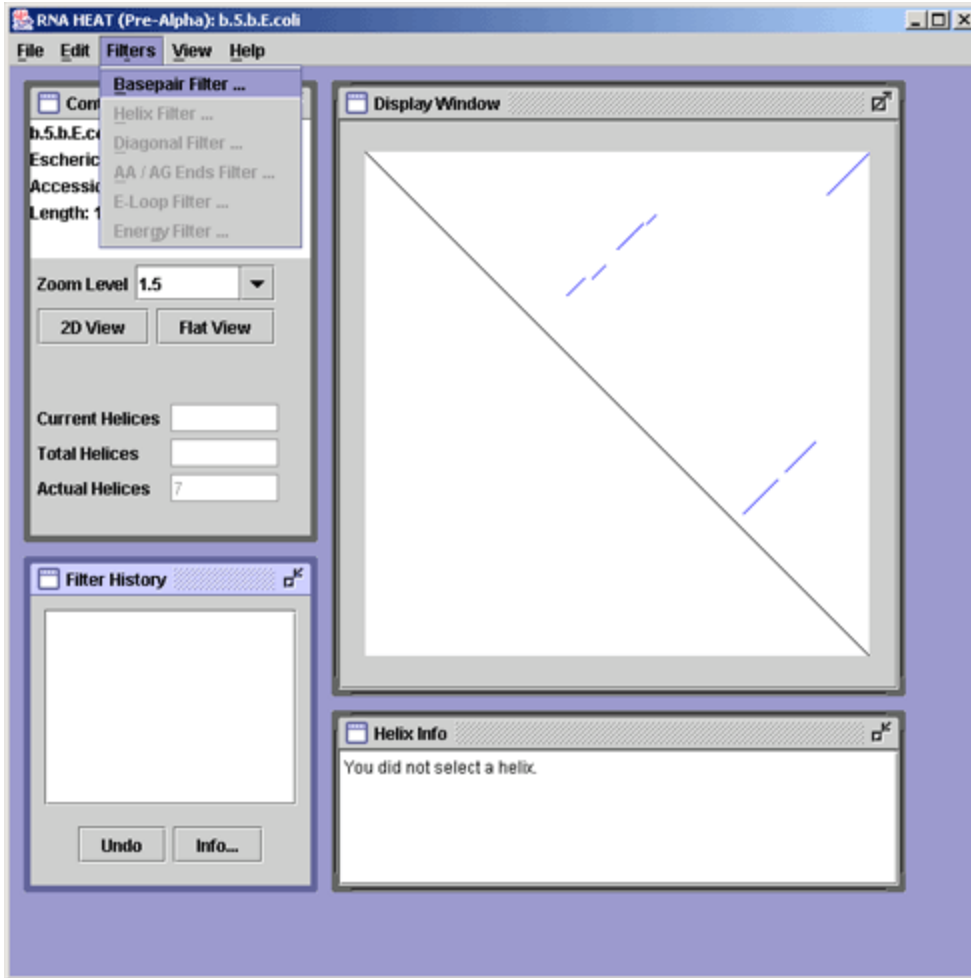 RNA HEAT (Pre-Alpha): b.5.b.E.coli
File Edit Filters View Help
Basepair Filter ...
Helix Filter ...
Diagonal Filter ...
AA / AG Ends Filter ...
E-Loop Filter ...
Energy Filter ...
Cont
b.5.b.E.co
Escheric
Accessio
Length: 1
Zoom Level 1.5
2D View Flat View
Current Helices
Total Helices
Actual Helices 7
Filter History
Undo Info...
Display Window
Helix Info
You did not select a helix.